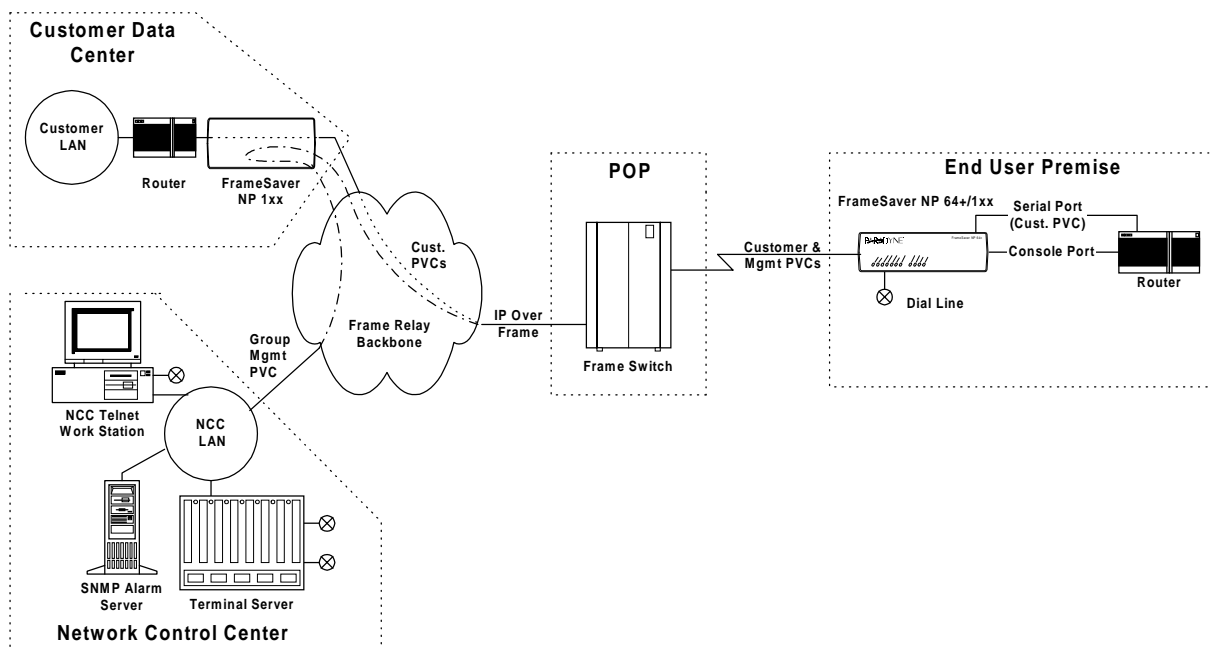 Customer Data
Center
Customer
LAN
Router
FrameSaver
NP 1xx
Cust.
PVCs
Frame Relay
Backbone
IP Over
Frame
POP
Frame Switch
Customer &
Mgmt PVCs
End User Premise
FrameSaver NP 64+/1xx
Serial Port
(Cust. PVC)
Console Port
Router
Dial Line
Group
Mgmt
PVC
NCC Telnet
Work Station
NCC
LAN
SNMP Alarm
Server
Terminal Server
Network Control Center